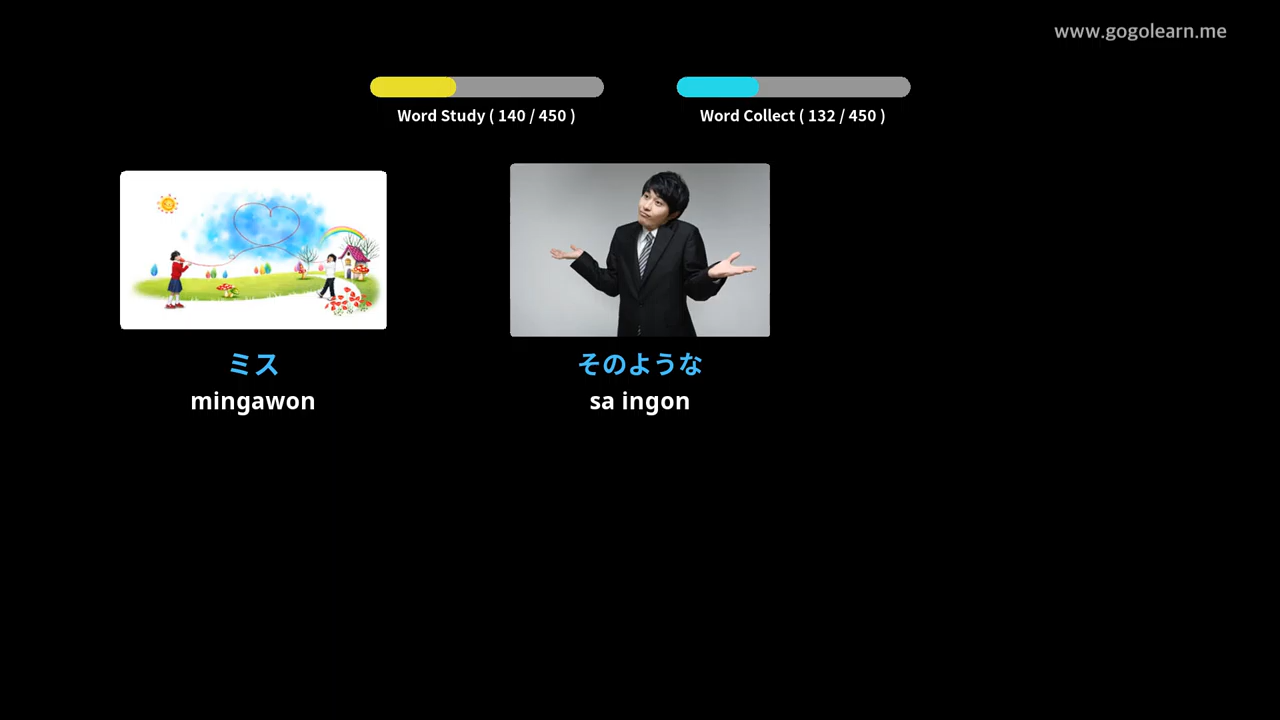 www.gogolearn.me
Word Study ( 140 / 450 )
Word Collect ( 132 / 450 )
ミス
mingawon
そのような
sa ingon